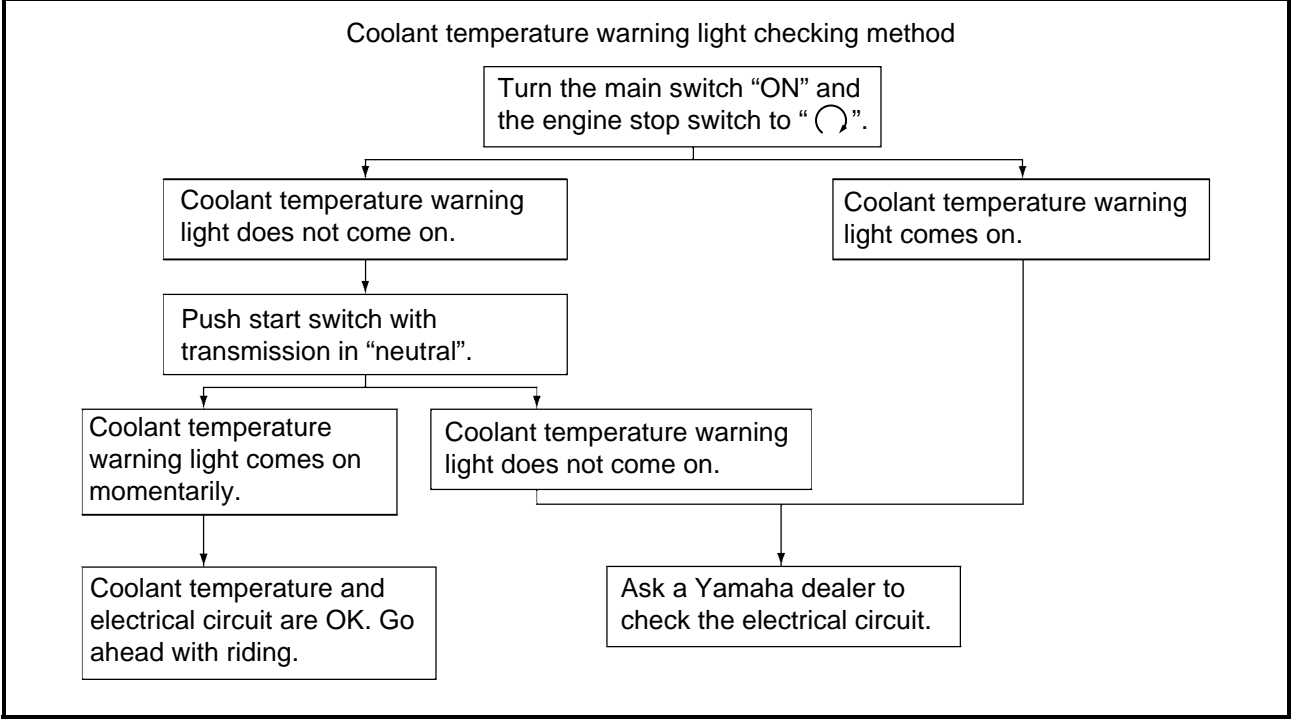 Coolant temperature warning light checking method
Turn the main switch “ON” and
the engine stop switch to “ ”.
Coolant temperature warning
light does not come on.
Coolant temperature warning
light comes on.
Push start switch with
transmission in “neutral”.
Coolant temperature
warning light comes on
momentarily.
Coolant temperature warning
light does not come on.
Coolant temperature and
electrical circuit are OK. Go
ahead with riding.
Ask a Yamaha dealer to
check the electrical circuit.